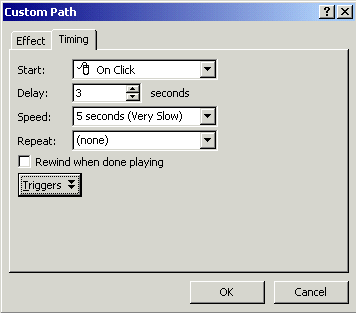 Custom Path
Effect Timing
Start: On Click
Delay: 3 seconds
Speed: 5 seconds (Very Slow)
Repeat: (none)
Rewind when done playing
Triggers
OK Cancel